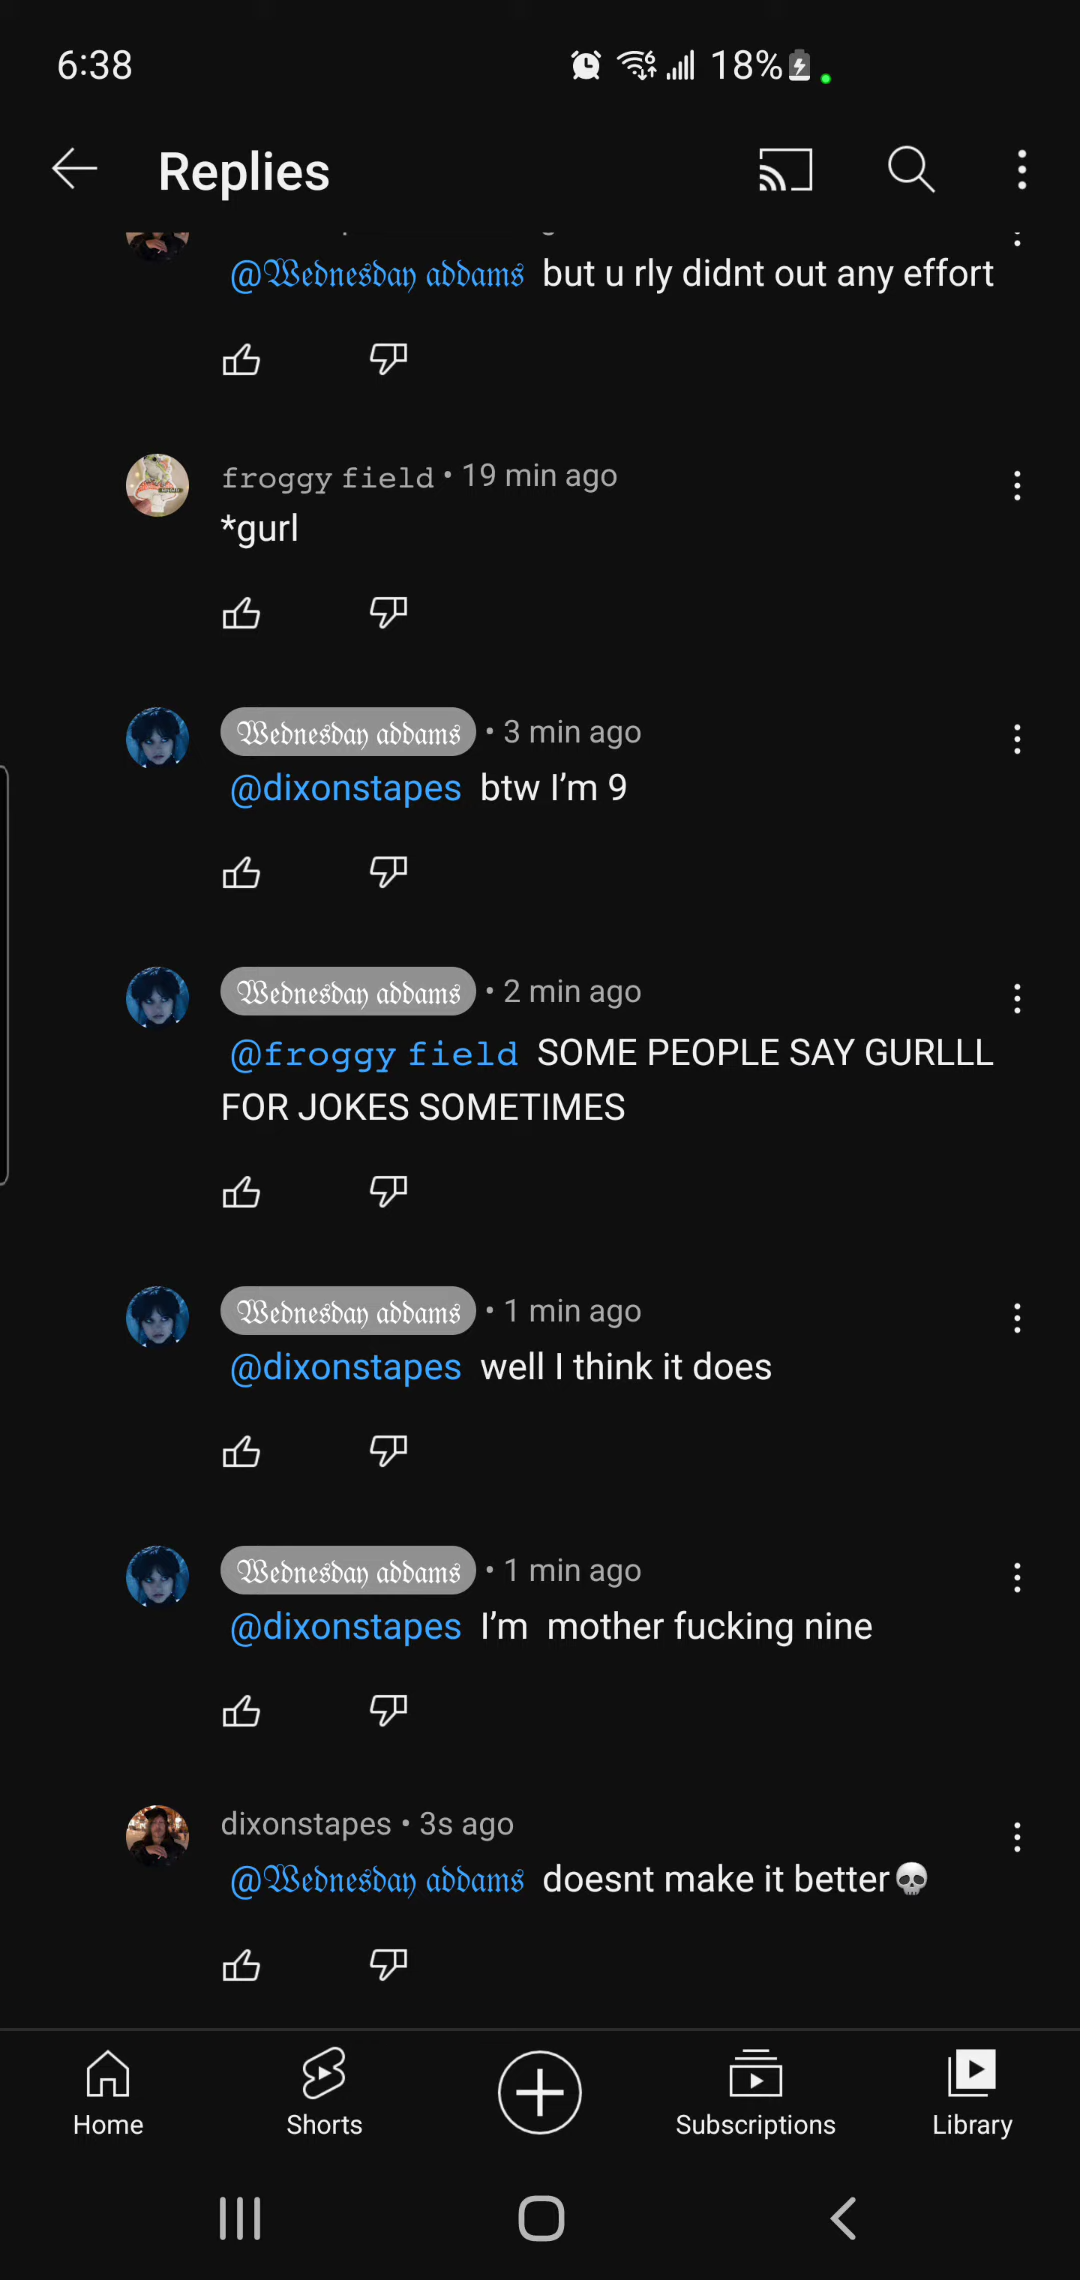 6:38
18%
Replies
@Wednesday addams but u rly didnt out any effort
froggy field • 19 min ago
*gurl
Wednesday addams • 3 min ago
@dixonstapes btw I'm 9
Wednesday addams • 2 min ago
@froggy field SOME PEOPLE SAY GURLLL
FOR JOKES SOMETIMES
Wednesday addams • 1 min ago
@dixonstapes well I think it does
Wednesday addams • 1 min ago
@dixonstapes I'm mother fucking nine
dixonstapes • 3s ago
@Wednesday addams doesnt make it better💀
Home
Shorts
Subscriptions
Library